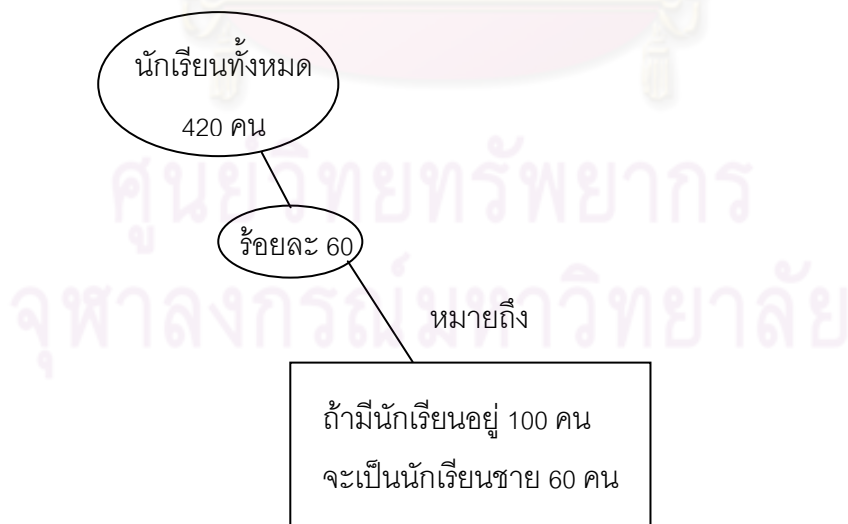 นักเรียนทั้งหมด
420 คน
ศูนย์วิทยทรัพยากร
ร้อยละ 60
จุฬาลงกรณ์มหาวิทยาลัย
หมายถึง
ถ้ามีนักเรียนอยู่ 100 คน
จะเป็นนักเรียนชาย 60 คน